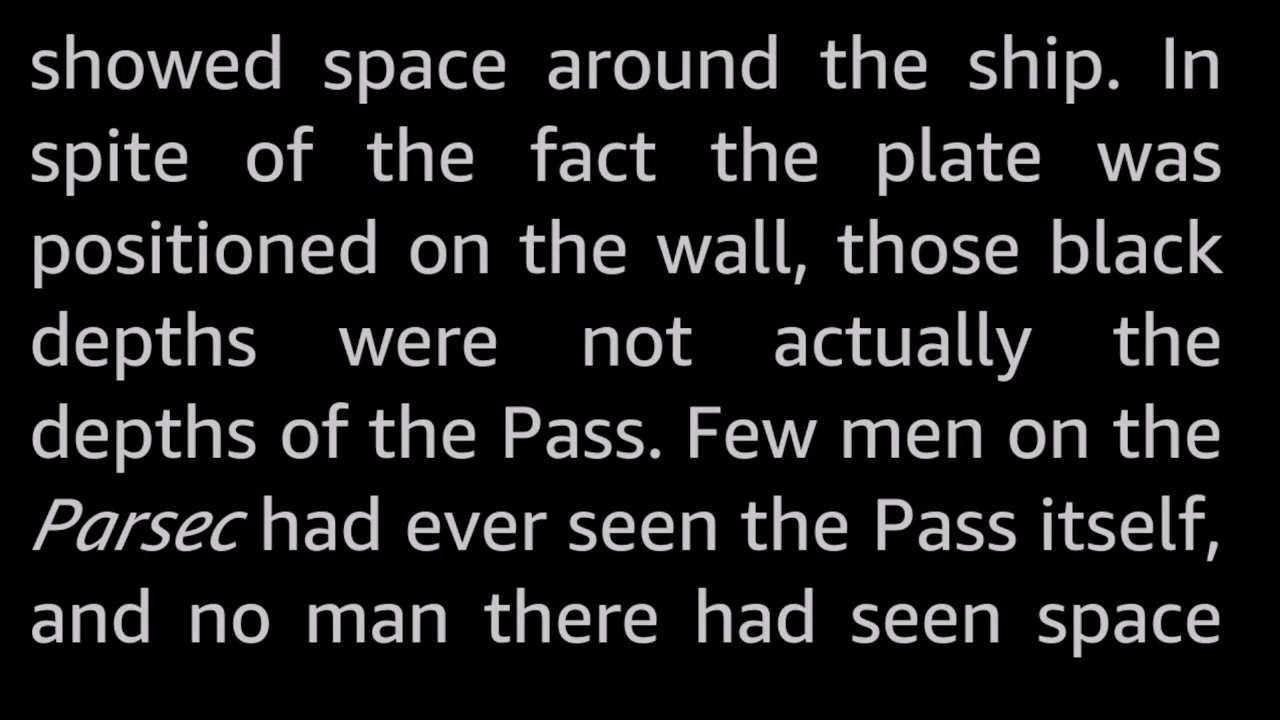 showed space around the ship. In
spite of the fact the plate was
positioned on the wall, those black
depths were not actually the
depths of the Pass. Few men on the
Parsec had ever seen the Pass itself,
and no man there had seen space